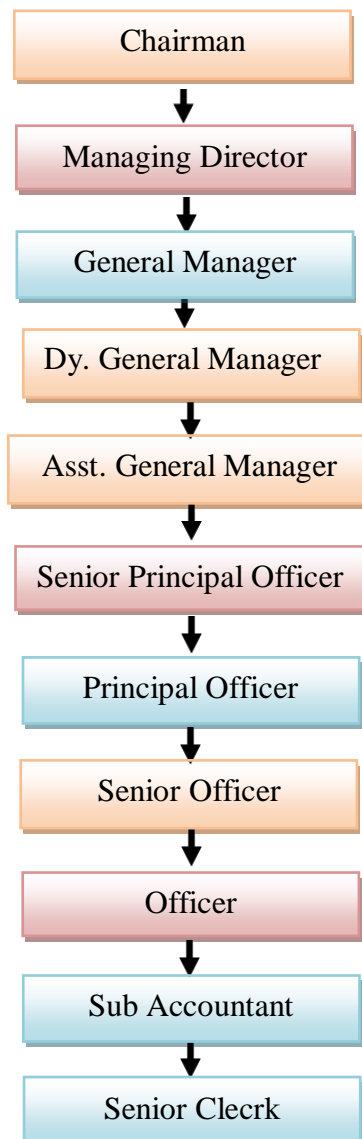 Chairman
Managing Director
General Manager
Dy. General Manager
Asst. General Manager
Senior Principal Officer
Principal Officer
Senior Officer
Officer
Sub Accountant
Senior Clecrk